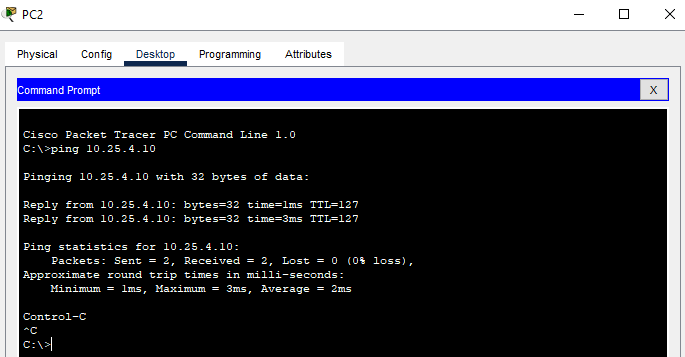 PC2
Physical Config Desktop Programming Attributes
Command Prompt X
Cisco Packet Tracer PC Command Line 1.0
C:\>ping 10.25.4.10
Pinging 10.25.4.10 with 32 bytes of data:
Reply from 10.25.4.10: bytes=32 time=1ms TTL=127
Reply from 10.25.4.10: bytes=32 time=3ms TTL=127
Ping statistics for 10.25.4.10:
    Packets: Sent = 2, Received = 2, Lost = 0 (0% loss),
Approximate round trip times in milli-seconds:
    Minimum = 1ms, Maximum = 3ms, Average = 2ms
Control-C
^C
C:\>